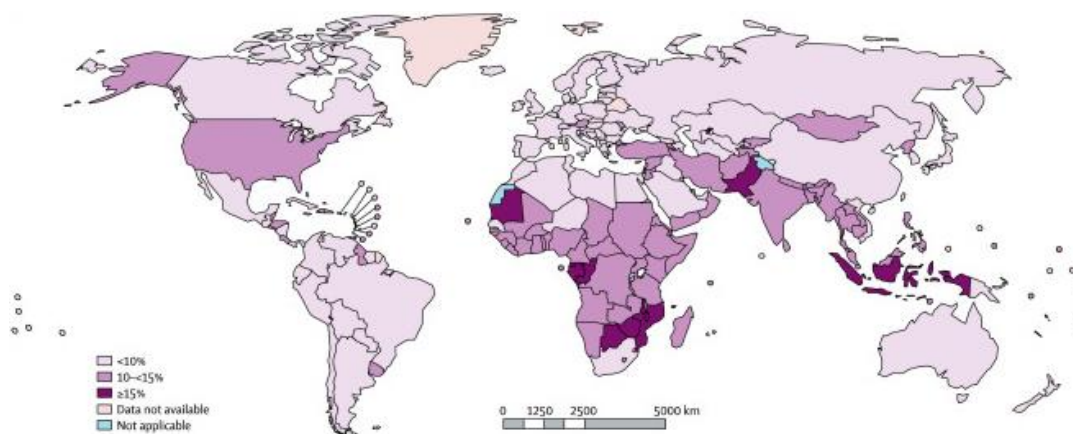 <10%
10–<15%
≥15%
Data not available
Not applicable
0 1250 2500 5000 km